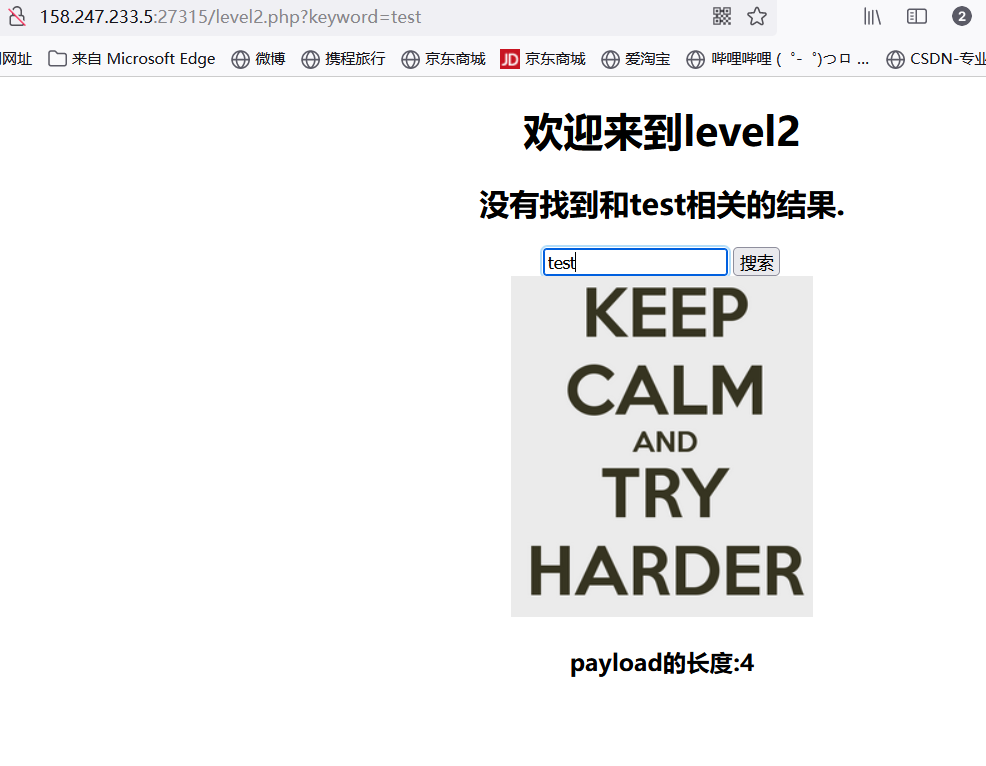 158.247.233.5:27315/level2.php?keyword=test
2
网址 来自 Microsoft Edge 微博 携程旅行 京东商城 JD 京东商城 爱淘宝 哔哩哔哩 ( ゜- ゜)つロ ... CSDN-专业
欢迎来到level2
没有找到和test相关的结果.
test 搜索
KEEP
CALM
AND
TRY
HARDER
payload的长度:4